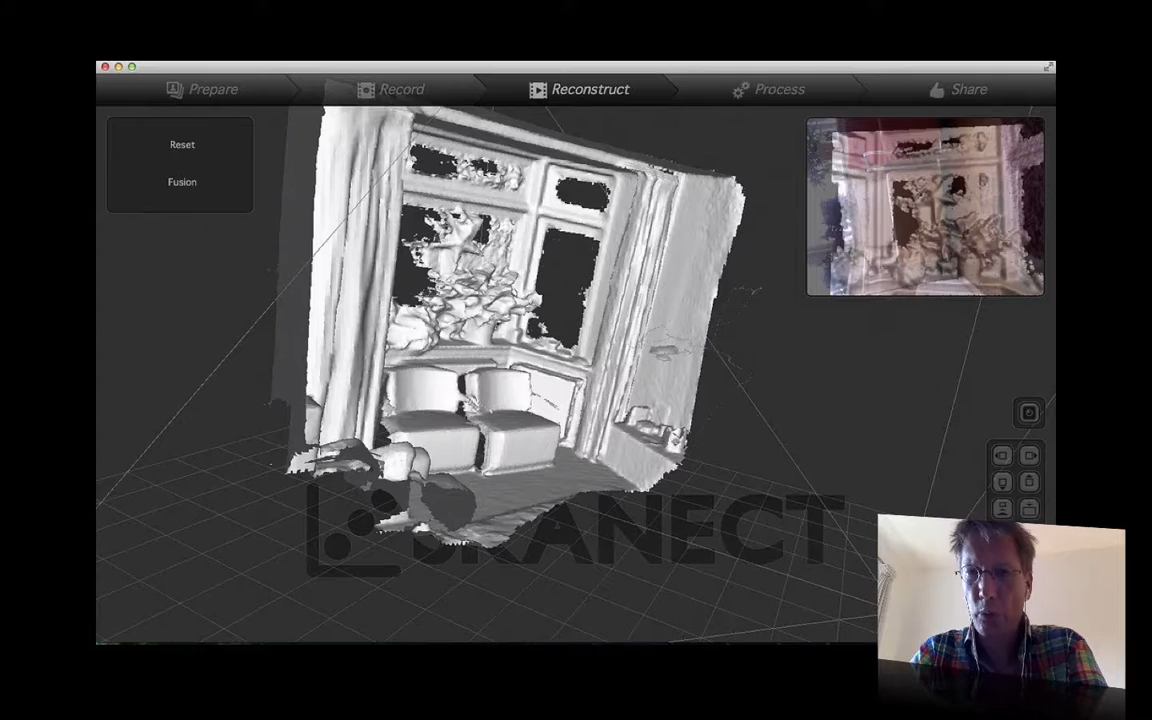 Prepare
Record
Reconstruct
Process
Share
Reset
Fusion
SKANECT